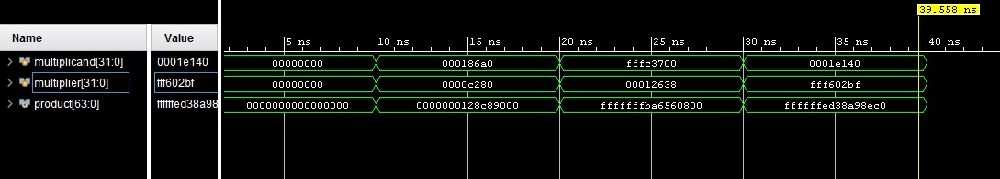 39.558 ns
Name Value
5 ns 10 ns 15 ns 20 ns 25 ns 30 ns 35 ns 40 ns
multiplicand[31:0] 0001e140 00000000 000186a0 fffc3700 0001e140
multiplier[31:0] fff602bf 00000000 0000c280 00012638 fff602bf
product[63:0] ffffffed38a98 0000000000000000 0000000128c89000 fffffffba6560800 ffffffed38a98ec0